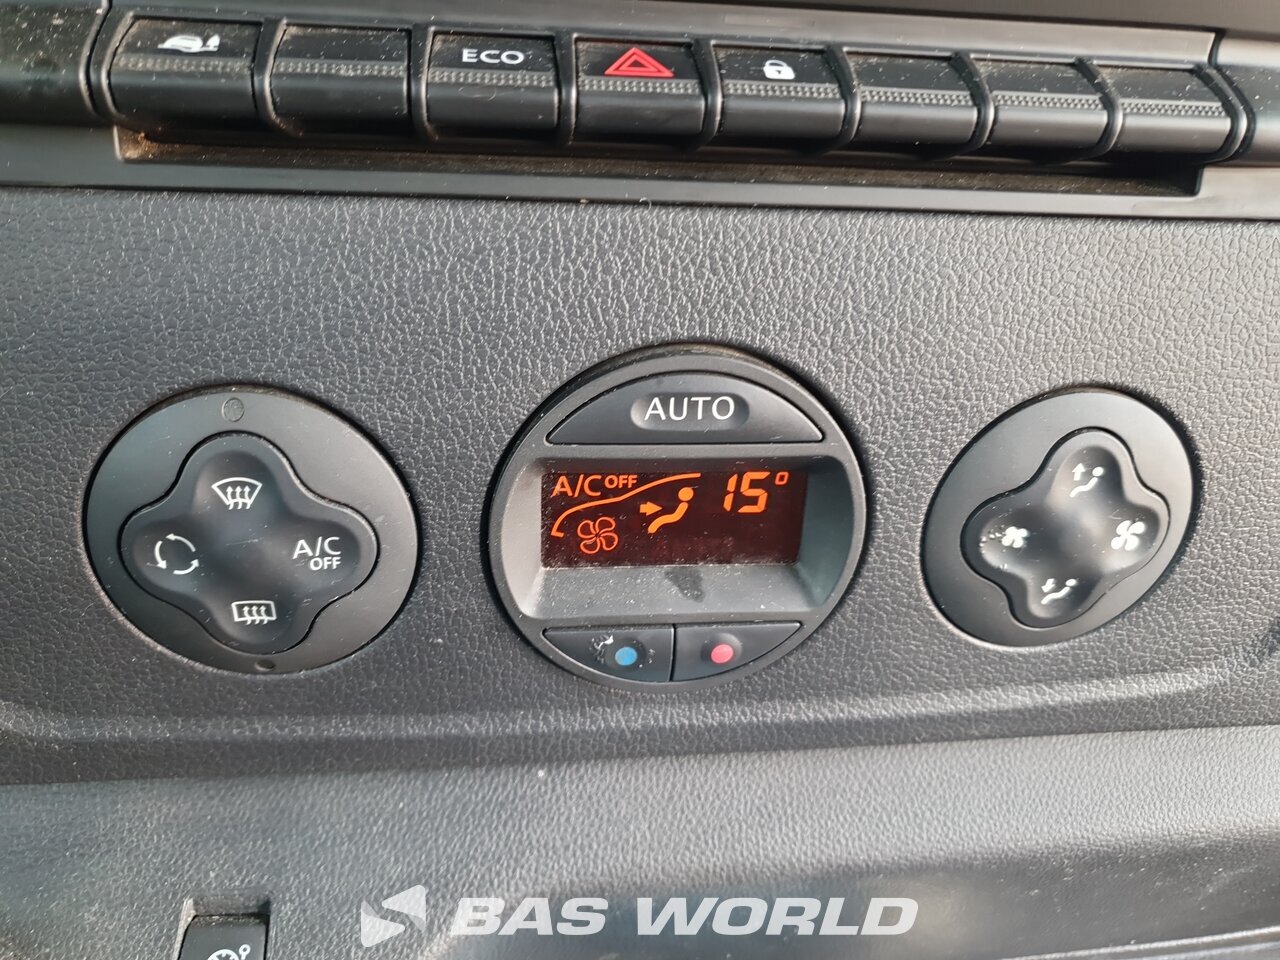 ECO
AUTO
A/C OFF 15°
A/C
OFF
BAS WORLD